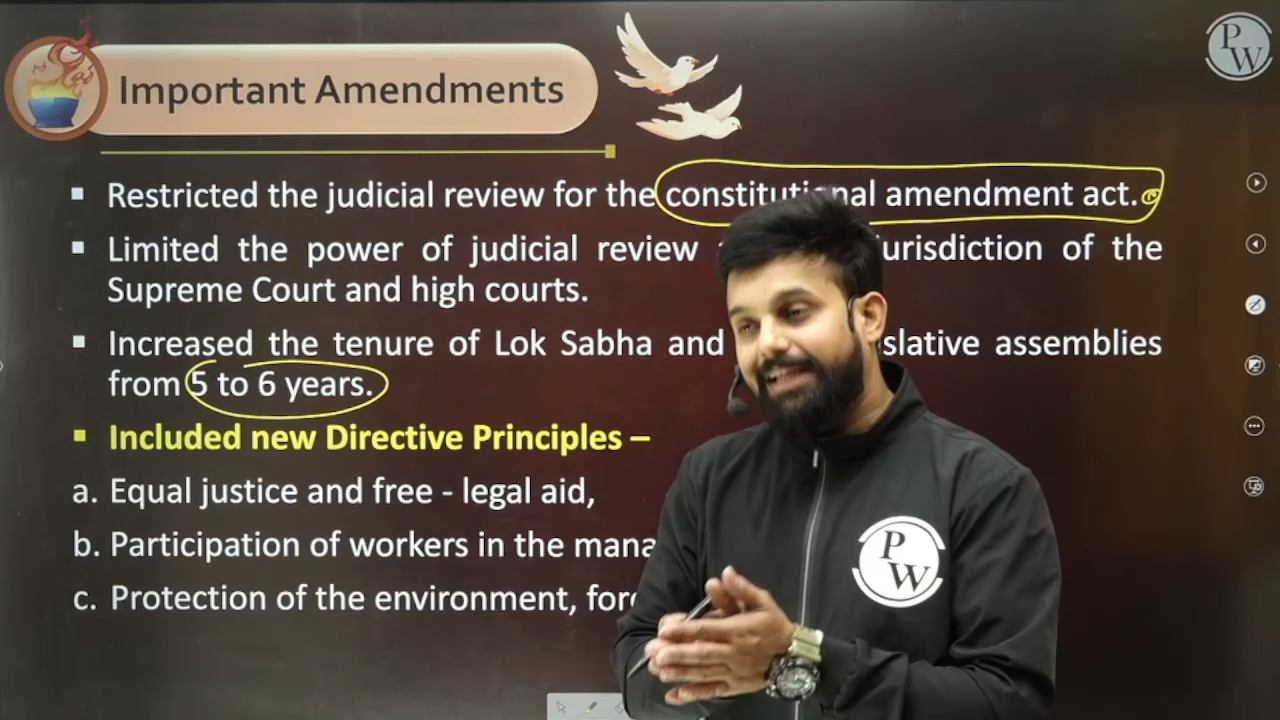 Important Amendments
PW
▪ Restricted the judicial review for the constitutional amendment act.
▪ Limited the power of judicial review urisdiction of the
Supreme Court and high courts.
▪ Increased the tenure of Lok Sabha and slative assemblies
from 5 to 6 years.
▪ Included new Directive Principles –
a. Equal justice and free - legal aid,
b. Participation of workers in the mana
c. Protection of the environment, for
PW